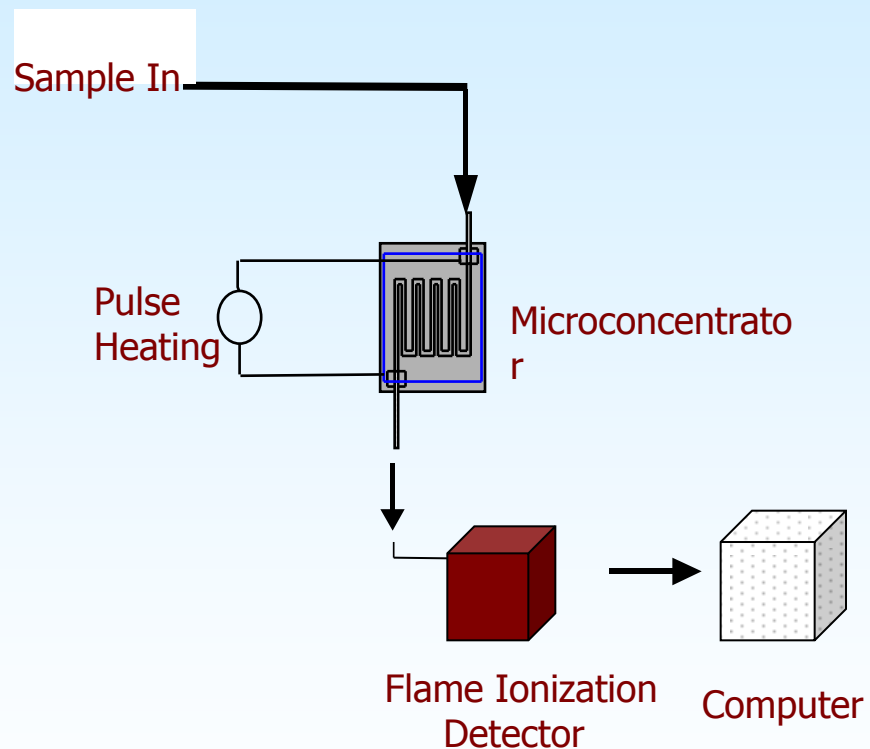 Sample In
Pulse
Heating
Microconcentrato
r
Flame Ionization
Detector
Computer